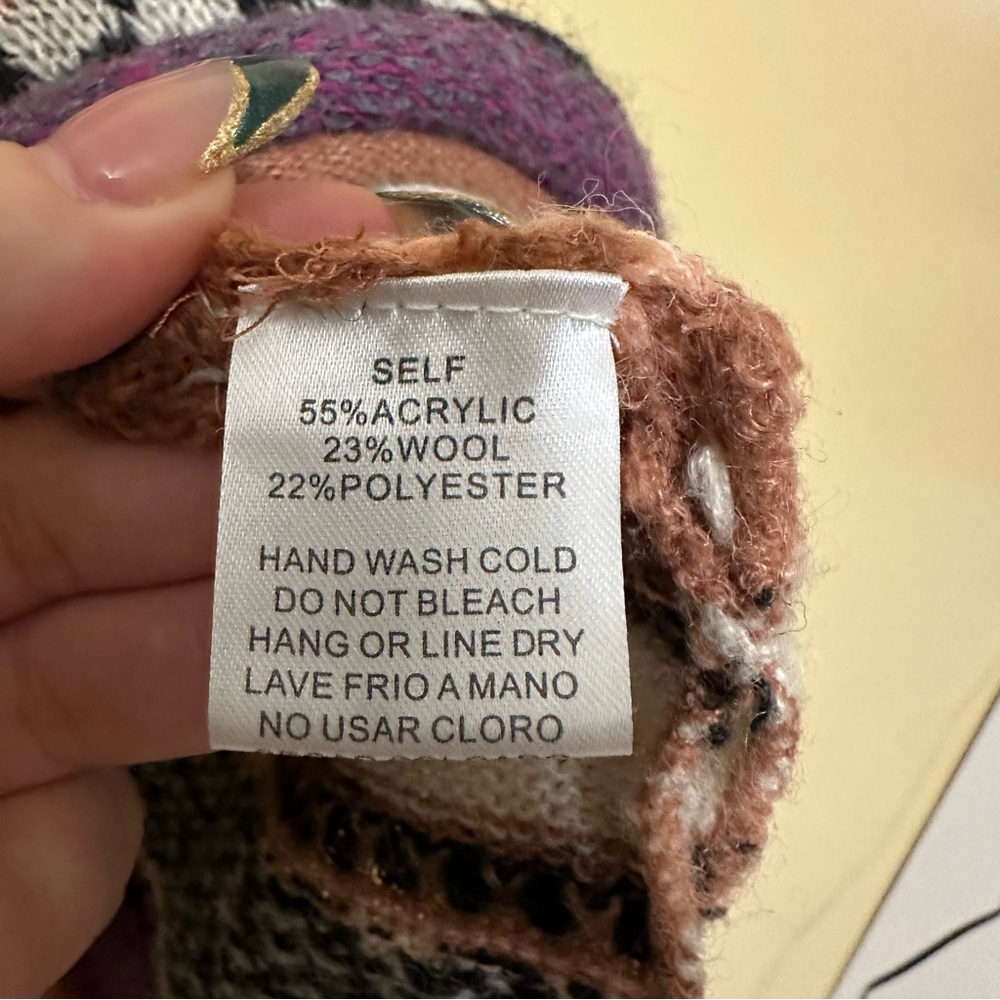 SELF
55%ACRYLIC
23%WOOL
22%POLYESTER
HAND WASH COLD
DO NOT BLEACH
HANG OR LINE DRY
LAVE FRIO A MANO
NO USAR CLORO